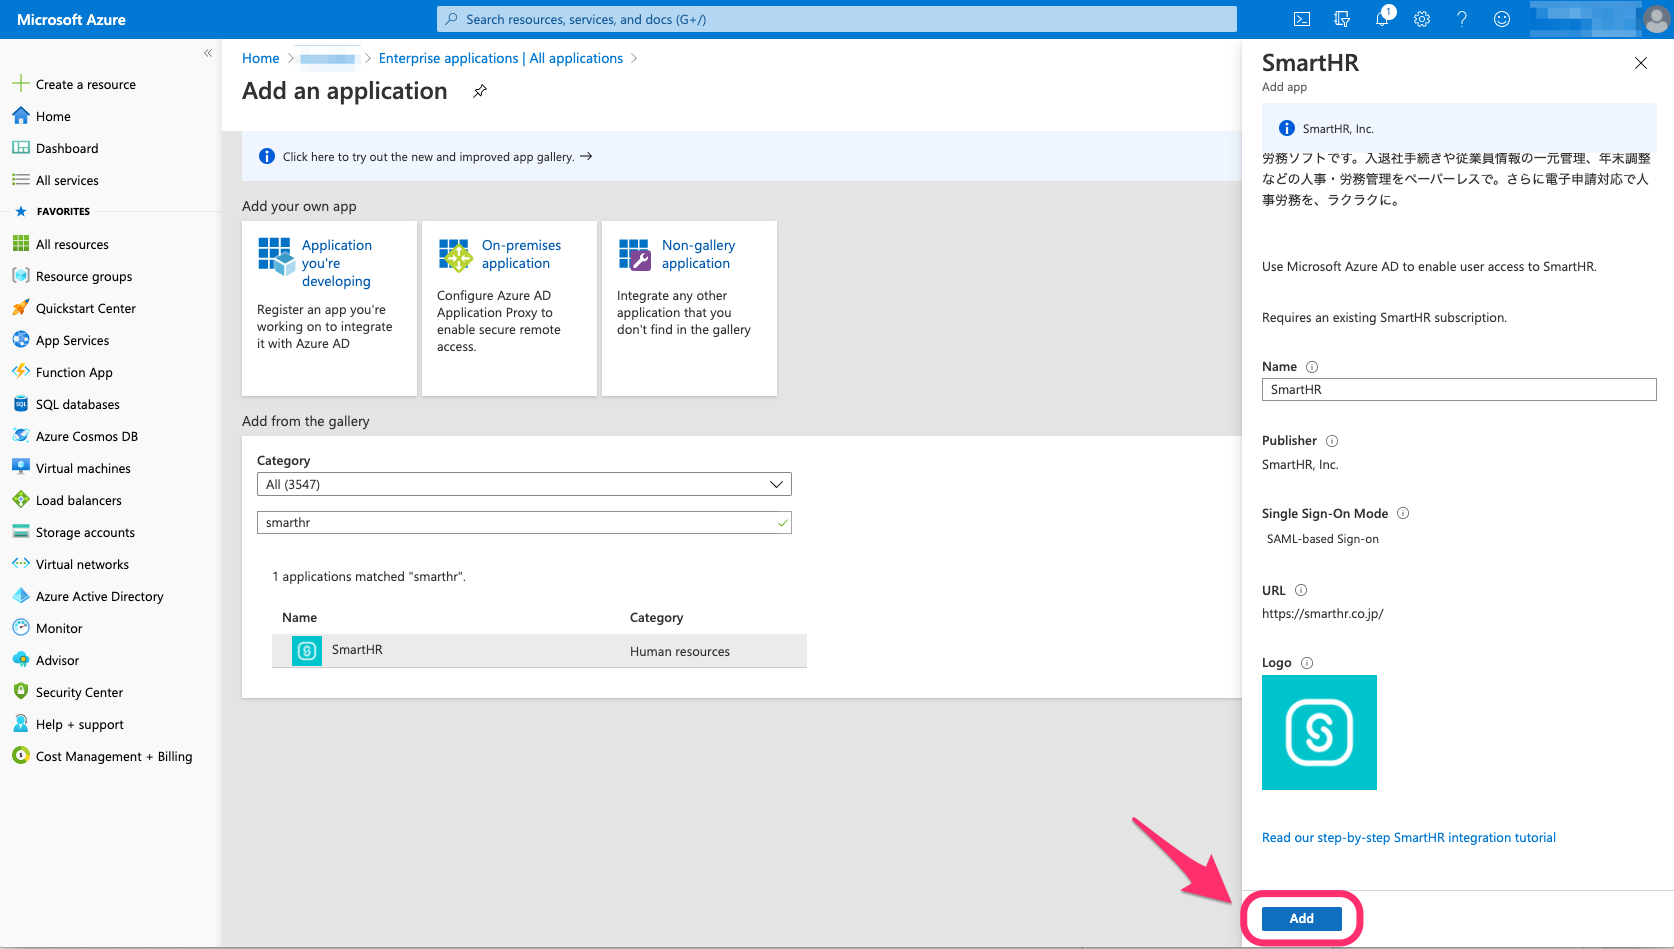 Microsoft Azure
Search resources, services, and docs (G+/)
1
Create a resource
Home
Dashboard
All services
FAVORITES
All resources
Resource groups
Quickstart Center
App Services
Function App
SQL databases
Azure Cosmos DB
Virtual machines
Load balancers
Storage accounts
Virtual networks
Azure Active Directory
Monitor
Advisor
Security Center
Help + support
Cost Management + Billing
Home > > Enterprise applications | All applications >
Add an application
Click here to try out the new and improved app gallery. →
Add your own app
Application
you're
developing
Register an app you're
working on to integrate
it with Azure AD
On-premises
application
Configure Azure AD
Application Proxy to
enable secure remote
access.
Non-gallery
application
Integrate any other
application that you
don't find in the gallery
Add from the gallery
Category
All (3547)
smarthr
1 applications matched "smarthr".
Name Category
SmartHR Human resources
SmartHR
Add app
SmartHR, Inc.
労務ソフトです。入退社手続きや従業員情報の一元管理、年末調整
などの人事・労務管理をペーパーレスで。さらに電子申請対応で人
事労務を、ラクラクに。
Use Microsoft Azure AD to enable user access to SmartHR.
Requires an existing SmartHR subscription.
Name
SmartHR
Publisher
SmartHR, Inc.
Single Sign-On Mode
SAML-based Sign-on
URL
https://smarthr.co.jp/
Logo
S
Read our step-by-step SmartHR integration tutorial
Add